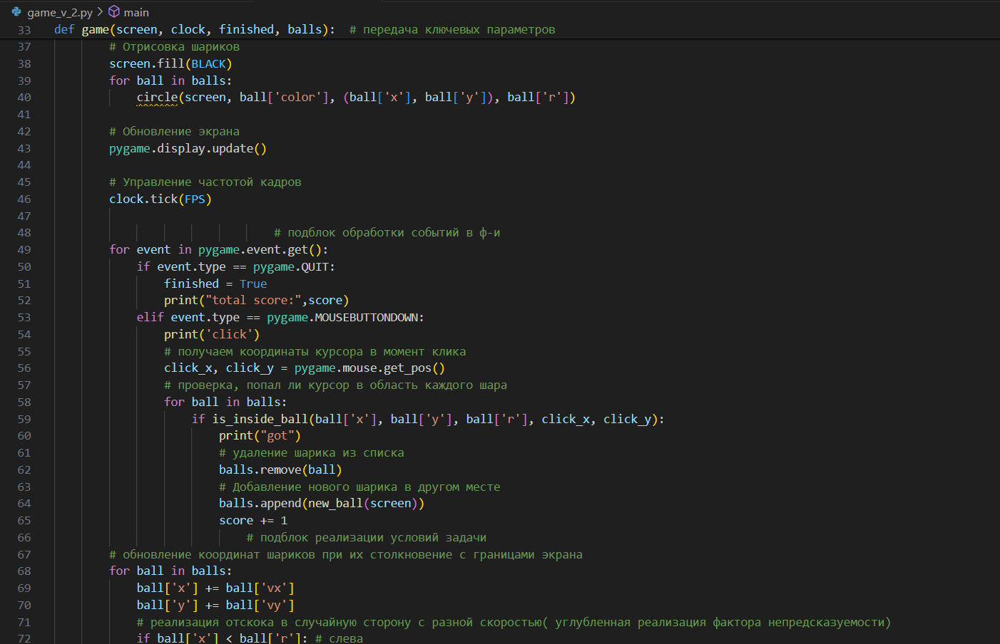 game_v_2.py > main
33 def game(screen, clock, finished, balls):  # передача ключевых параметров
37 # Отрисовка шариков
38 screen.fill(BLACK)
39 for ball in balls:
40 circle(screen, ball['color'], (ball['x'], ball['y']), ball['r'])
41
42 # Обновление экрана
43 pygame.display.update()
44
45 # Управление частотой кадров
46 clock.tick(FPS)
47
48 # подблок обработки событий в ф-и
49 for event in pygame.event.get():
50 if event.type == pygame.QUIT:
51 finished = True
52 print("total score:",score)
53 elif event.type == pygame.MOUSEBUTTONDOWN:
54 print('click')
55 # получаем координаты курсора в момент клика
56 click_x, click_y = pygame.mouse.get_pos()
57 # проверка, попал ли курсор в область каждого шара
58 for ball in balls:
59 if is_inside_ball(ball['x'], ball['y'], ball['r'], click_x, click_y):
60 print("got")
61 # удаление шарика из списка
62 balls.remove(ball)
63 # Добавление нового шарика в другом месте
64 balls.append(new_ball(screen))
65 score += 1
66 # подблок реализации условий задачи
67 # обновление координат шариков при их столкновение с границами экрана
68 for ball in balls:
69 ball['x'] += ball['vx']
70 ball['y'] += ball['vy']
71 # реализация отскока в случайную сторону с разной скоростью( углубленная реализация фактора непредсказуемости)
72 if ball['x'] < ball['r']: # слева